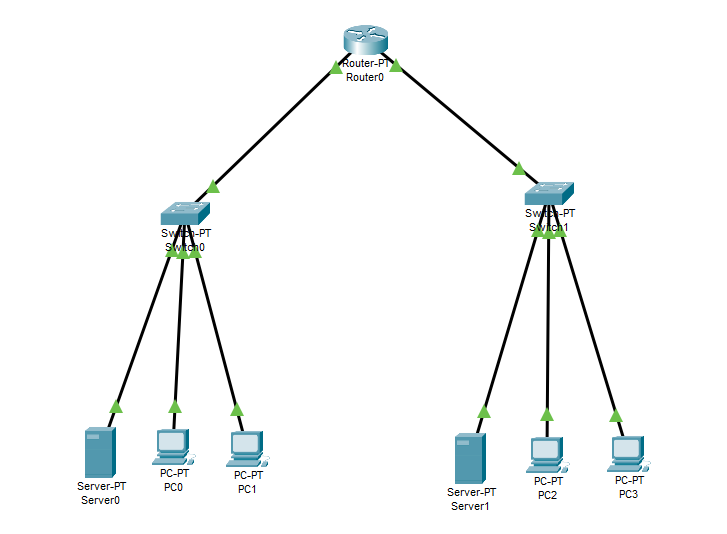 Router-PT
Router0
Switch-PT
Switch0
Switch-PT
Switch1
Server-PT
Server0
PC-PT
PC0
PC-PT
PC1
Server-PT
Server1
PC-PT
PC2
PC-PT
PC3